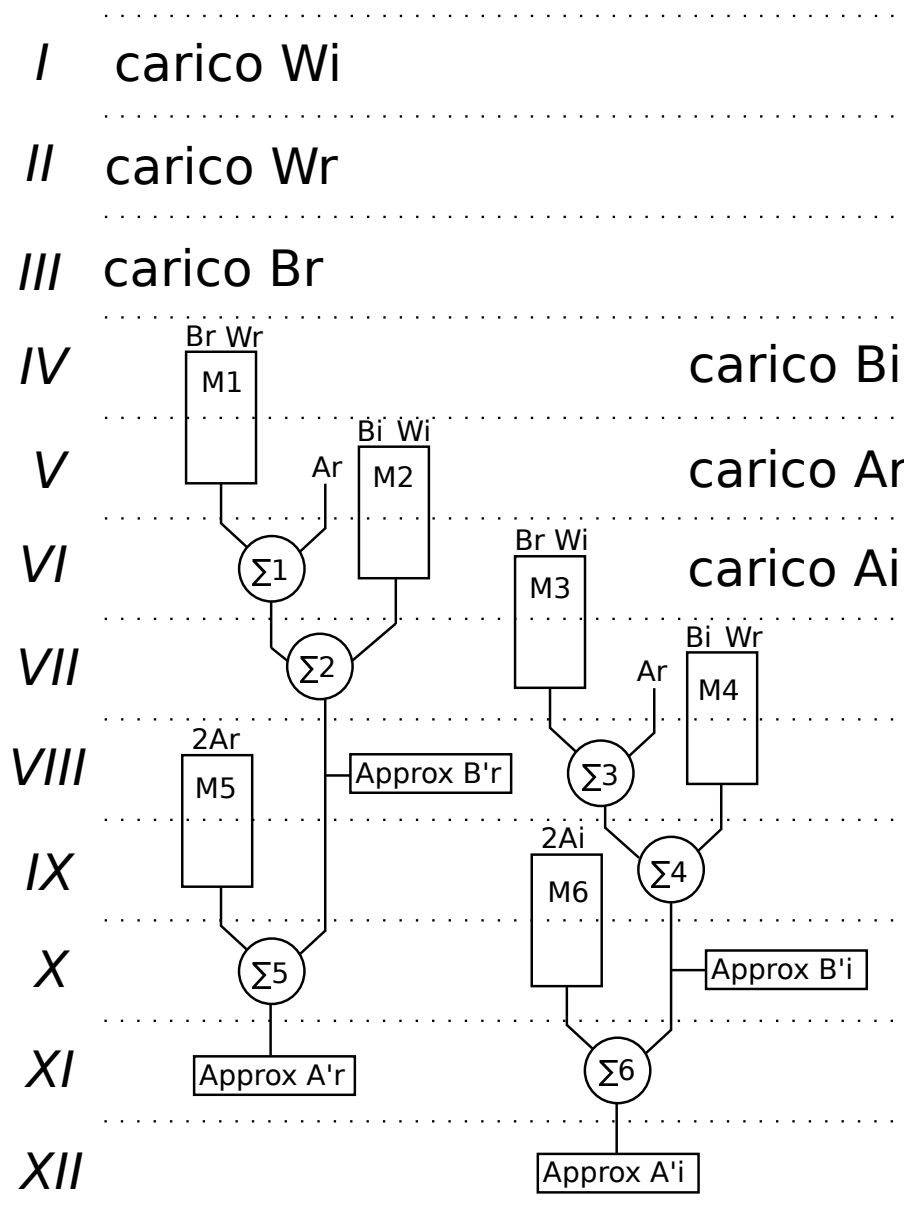 I carico Wi
II carico Wr
III carico Br
Br Wr
IV M1 carico Bi
Bi Wi
V Ar M2 carico Ar
Br Wi
VI ∑1 M3 carico Ai
Bi Wr
VII ∑2 Ar M4
2Ar
VIII M5 Approx B'r ∑3
2Ai
IX M6 ∑4
X ∑5 Approx B'i
XI Approx A'r ∑6
XII Approx A'i